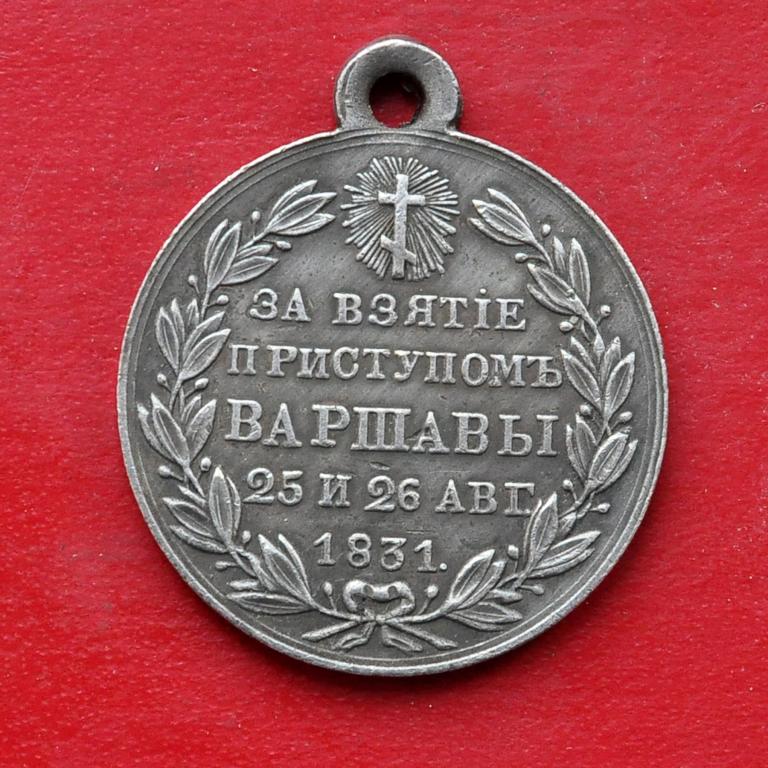 ЗА ВЗЯТІЕ
ПРИСТУПОМЪ
ВАРШАВЫ
25 И 26 АВГ.
1831.